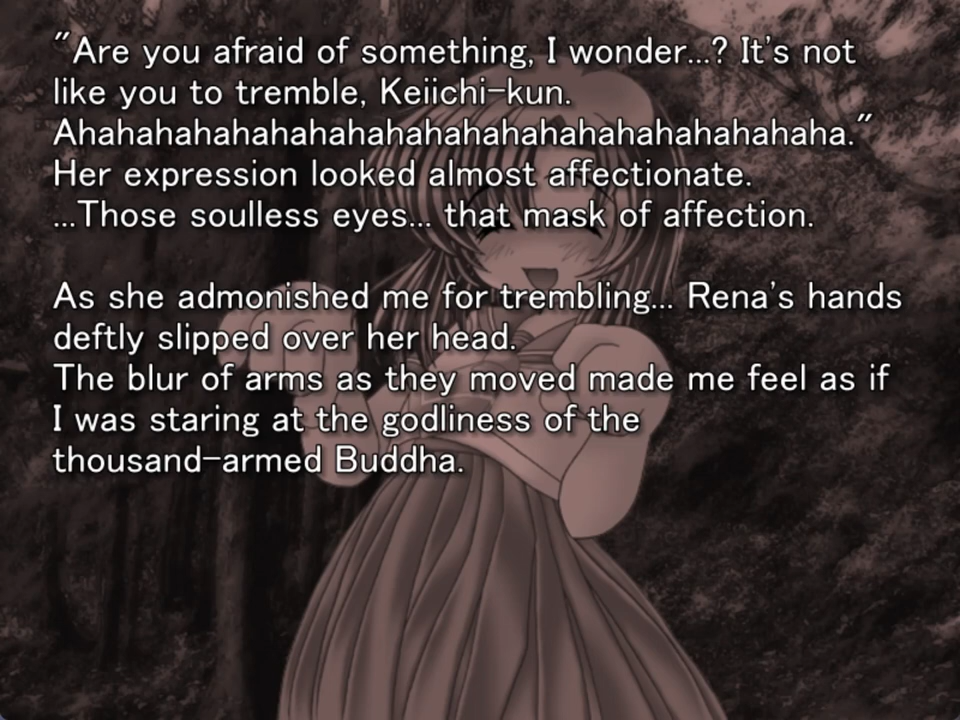 "Are you afraid of something, I wonder...? It's not
like you to tremble, Keiichi-kun.
Ahahahahahahahahahahahahahahahahahahahaha."
Her expression looked almost affectionate.
...Those soulless eyes... that mask of affection.
As she admonished me for trembling... Rena's hands
deftly slipped over her head.
The blur of arms as they moved made me feel as if
I was staring at the godliness of the
thousand-armed Buddha.